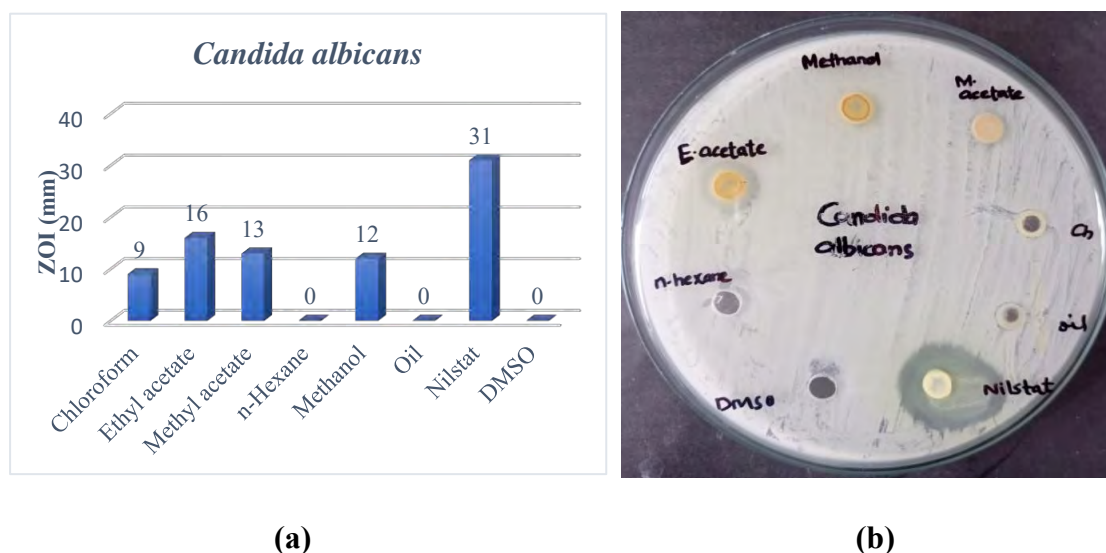 Candida albicans
ZOI (mm)
40
30
20
10
0
9
16
13
0
12
0
31
0
Chloroform
Ethyl acetate
Methyl acetate
n-Hexane
Methanol
Oil
Nilstat
DMSO
(a)
Methanol
M.
acetate
E.acetate
Candida
albicans
Ch
n-hexane
oil
Nilstat
DMSO
(b)